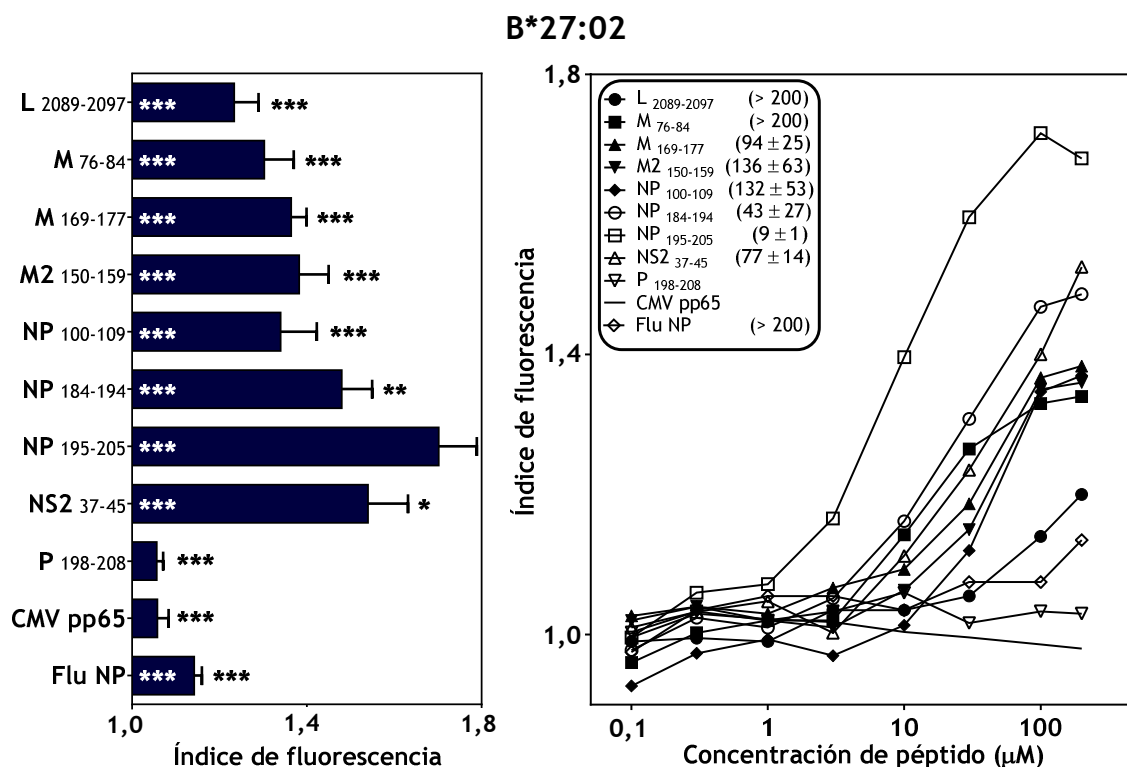 B*27:02
L 2089-2097 *** ***
M 76-84 *** ***
M 169-177 *** ***
M2 150-159 *** ***
NP 100-109 *** ***
NP 184-194 *** **
NP 195-205 ***
NS2 37-45 *** *
P 198-208 ***
CMV pp65 ***
Flu NP *** ***
1,0 1,4 1,8
Índice de fluorescencia
1,8
1,4
1,0
Índice de fluorescencia
L 2089-2097 (> 200)
M 76-84 (> 200)
M 169-177 (94 ± 25)
M2 150-159 (136 ± 63)
NP 100-109 (132 ± 53)
NP 184-194 (43 ± 27)
NP 195-205 (9 ± 1)
NS2 37-45 (77 ± 14)
P 198-208
CMV pp65
Flu NP (> 200)
0,1 1 10 100
Concentración de péptido (µM)